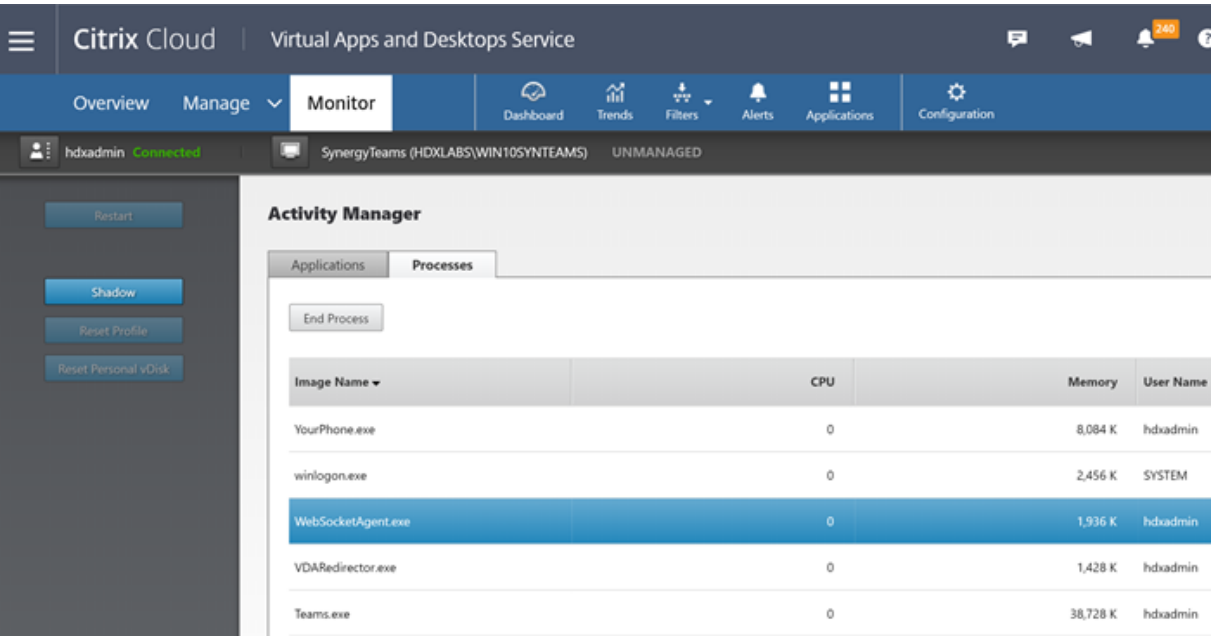 Citrix Cloud Virtual Apps and Desktops Service 240 ?
Overview Manage Monitor Dashboard Trends Filters Alerts Applications Configuration
hdxadmin Connected SynergyTeams (HDXLABS\WIN10SYNTEAMS) UNMANAGED
Restart
Activity Manager
Applications Processes
Shadow
End Process
Reset Profile
Reset Personal vDisk
Image Name CPU Memory User Name
YourPhone.exe 0 8,084 K hdxadmin
winlogon.exe 0 2,456 K SYSTEM
WebSocketAgent.exe 0 1,936 K hdxadmin
VDARedirector.exe 0 1,428 K hdxadmin
Teams.exe 0 38,728 K hdxadmin